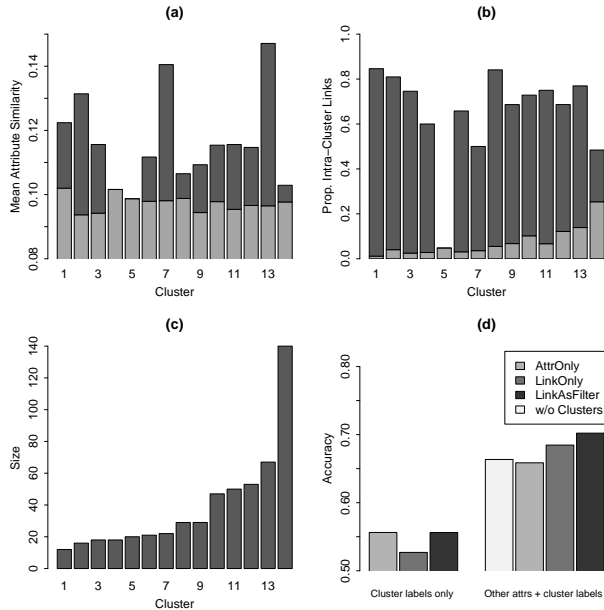 (a)
Mean Attribute Similarity
0.08 0.10 0.12 0.14
1 3 5 7 9 11 13
Cluster
(b)
Prop. Intra−Cluster Links
0.0 0.2 0.4 0.6 0.8 1.0
1 3 5 7 9 11 13
Cluster
(c)
Size
0 20 40 60 80 100 120 140
1 3 5 7 9 11 13
Cluster
(d)
Accuracy
0.50 0.60 0.70 0.80
AttrOnly
LinkOnly
LinkAsFilter
w/o Clusters
Cluster labels only
Other attrs + cluster labels